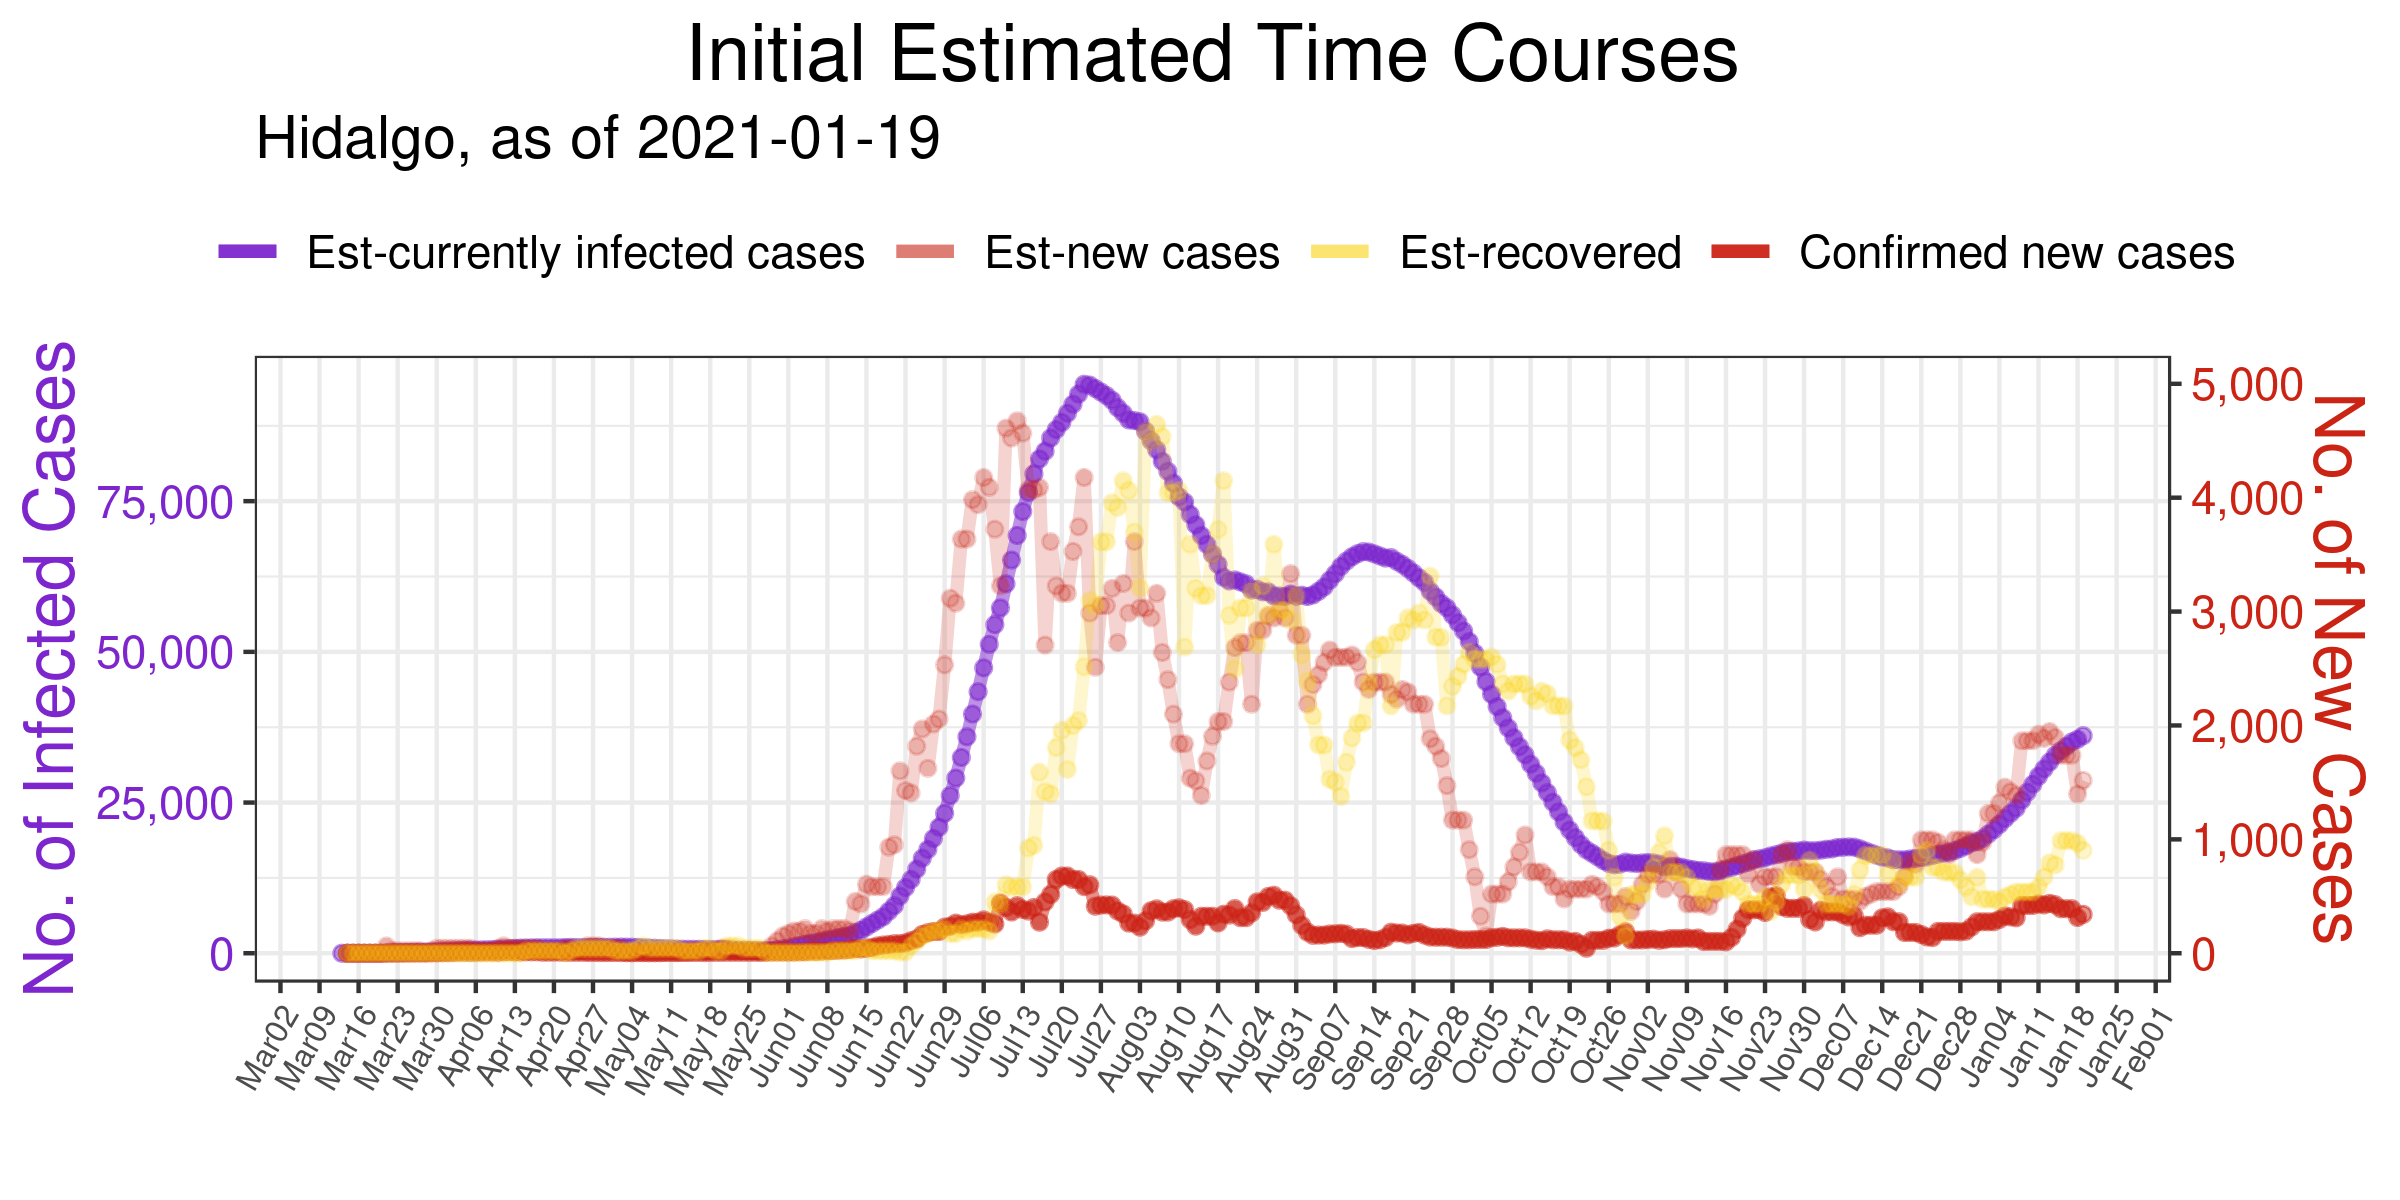 Initial Estimated Time Courses
Hidalgo, as of 2021-01-19
Est-currently infected cases Est-new cases Est-recovered Confirmed new cases
No. of Infected Cases
75,000
50,000
25,000
0
5,000
4,000
3,000
2,000
1,000
0
No. of New Cases
Mar02 Mar09 Mar16 Mar23 Mar30 Apr06 Apr13 Apr20 Apr27 May04 May11 May18 May25 Jun01 Jun08 Jun15 Jun22 Jun29 Jul06 Jul13 Jul20 Jul27 Aug03 Aug10 Aug17 Aug24 Aug31 Sep07 Sep14 Sep21 Sep28 Oct05 Oct12 Oct19 Oct26 Nov02 Nov09 Nov16 Nov23 Nov30 Dec07 Dec14 Dec21 Dec28 Jan04 Jan11 Jan18 Jan25 Feb01